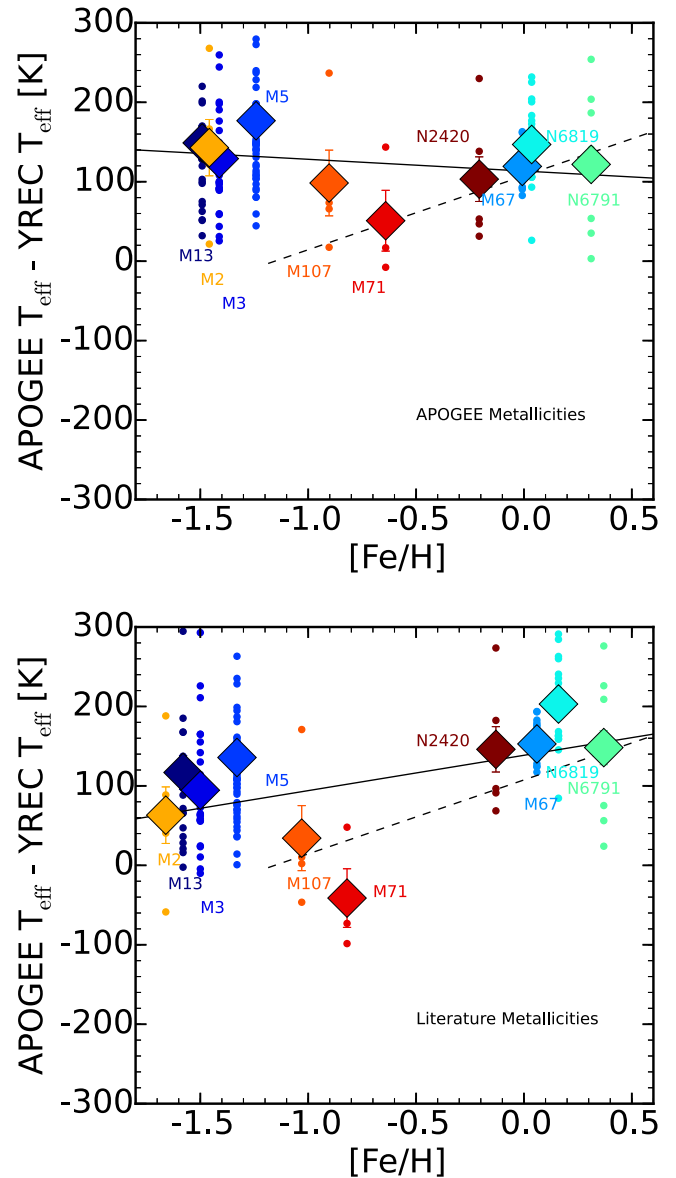 300
200
100
0
-100
-200
-300
APOGEE T_eff - YREC T_eff [K]
M5
N2420
N6819
M67
N6791
M13
M2
M3
M107
M71
APOGEE Metallicities
-1.5 -1.0 -0.5 0.0 0.5
[Fe/H]
300
200
100
0
-100
-200
-300
APOGEE T_eff - YREC T_eff [K]
N2420
M5
N6819
N6791
M67
M2
M13
M3
M107
M71
Literature Metallicities
-1.5 -1.0 -0.5 0.0 0.5
[Fe/H]